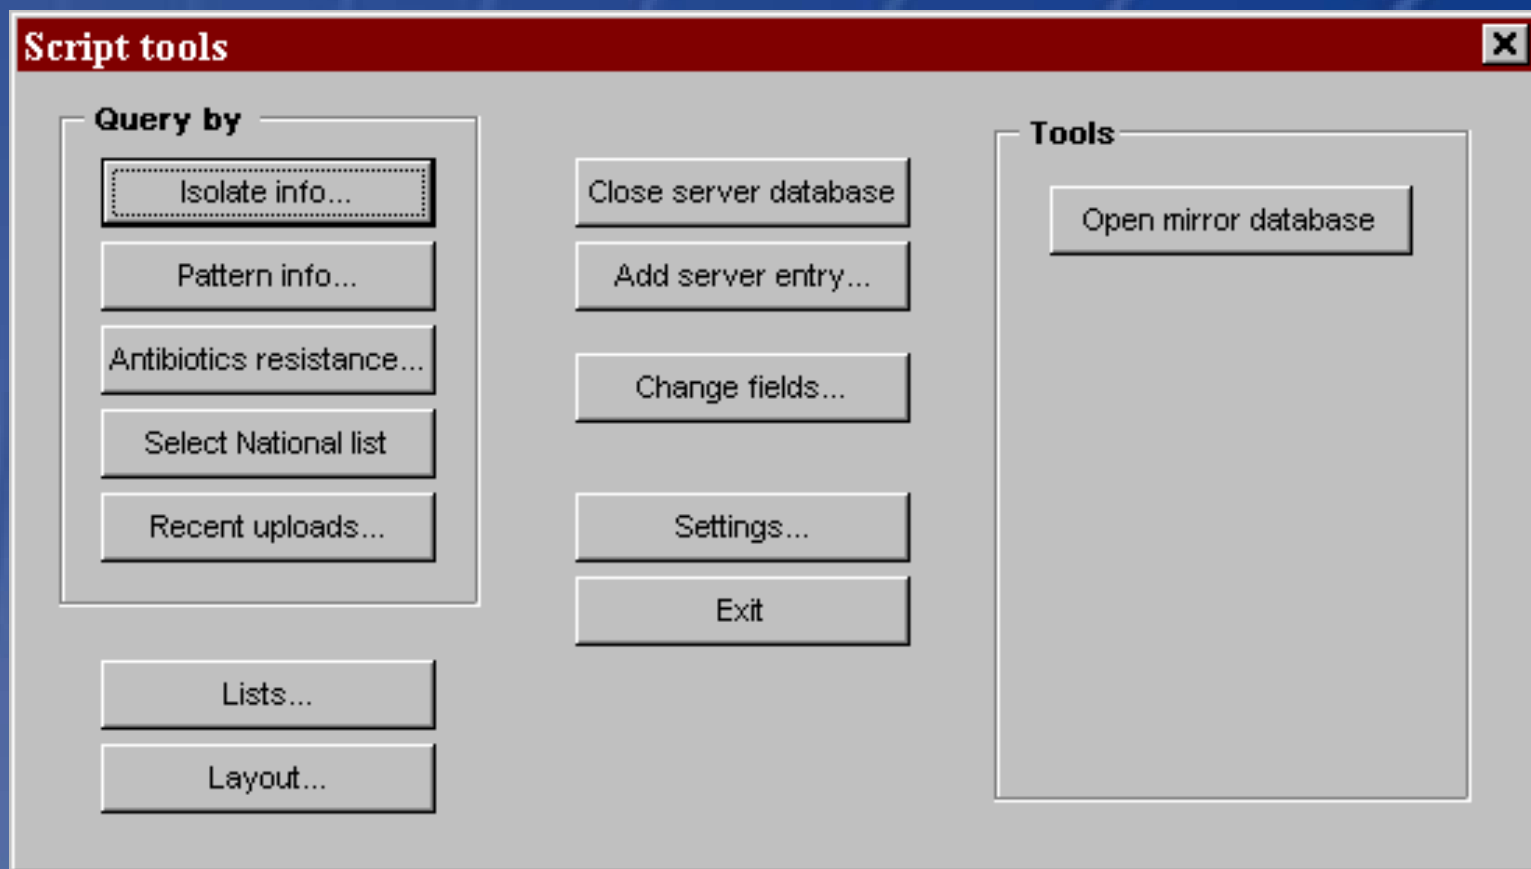 Script tools
Query by
Isolate info...
Pattern info...
Antibiotics resistance...
Select National list
Recent uploads...
Lists...
Layout...
Close server database
Add server entry...
Change fields...
Settings...
Exit
Tools
Open mirror database